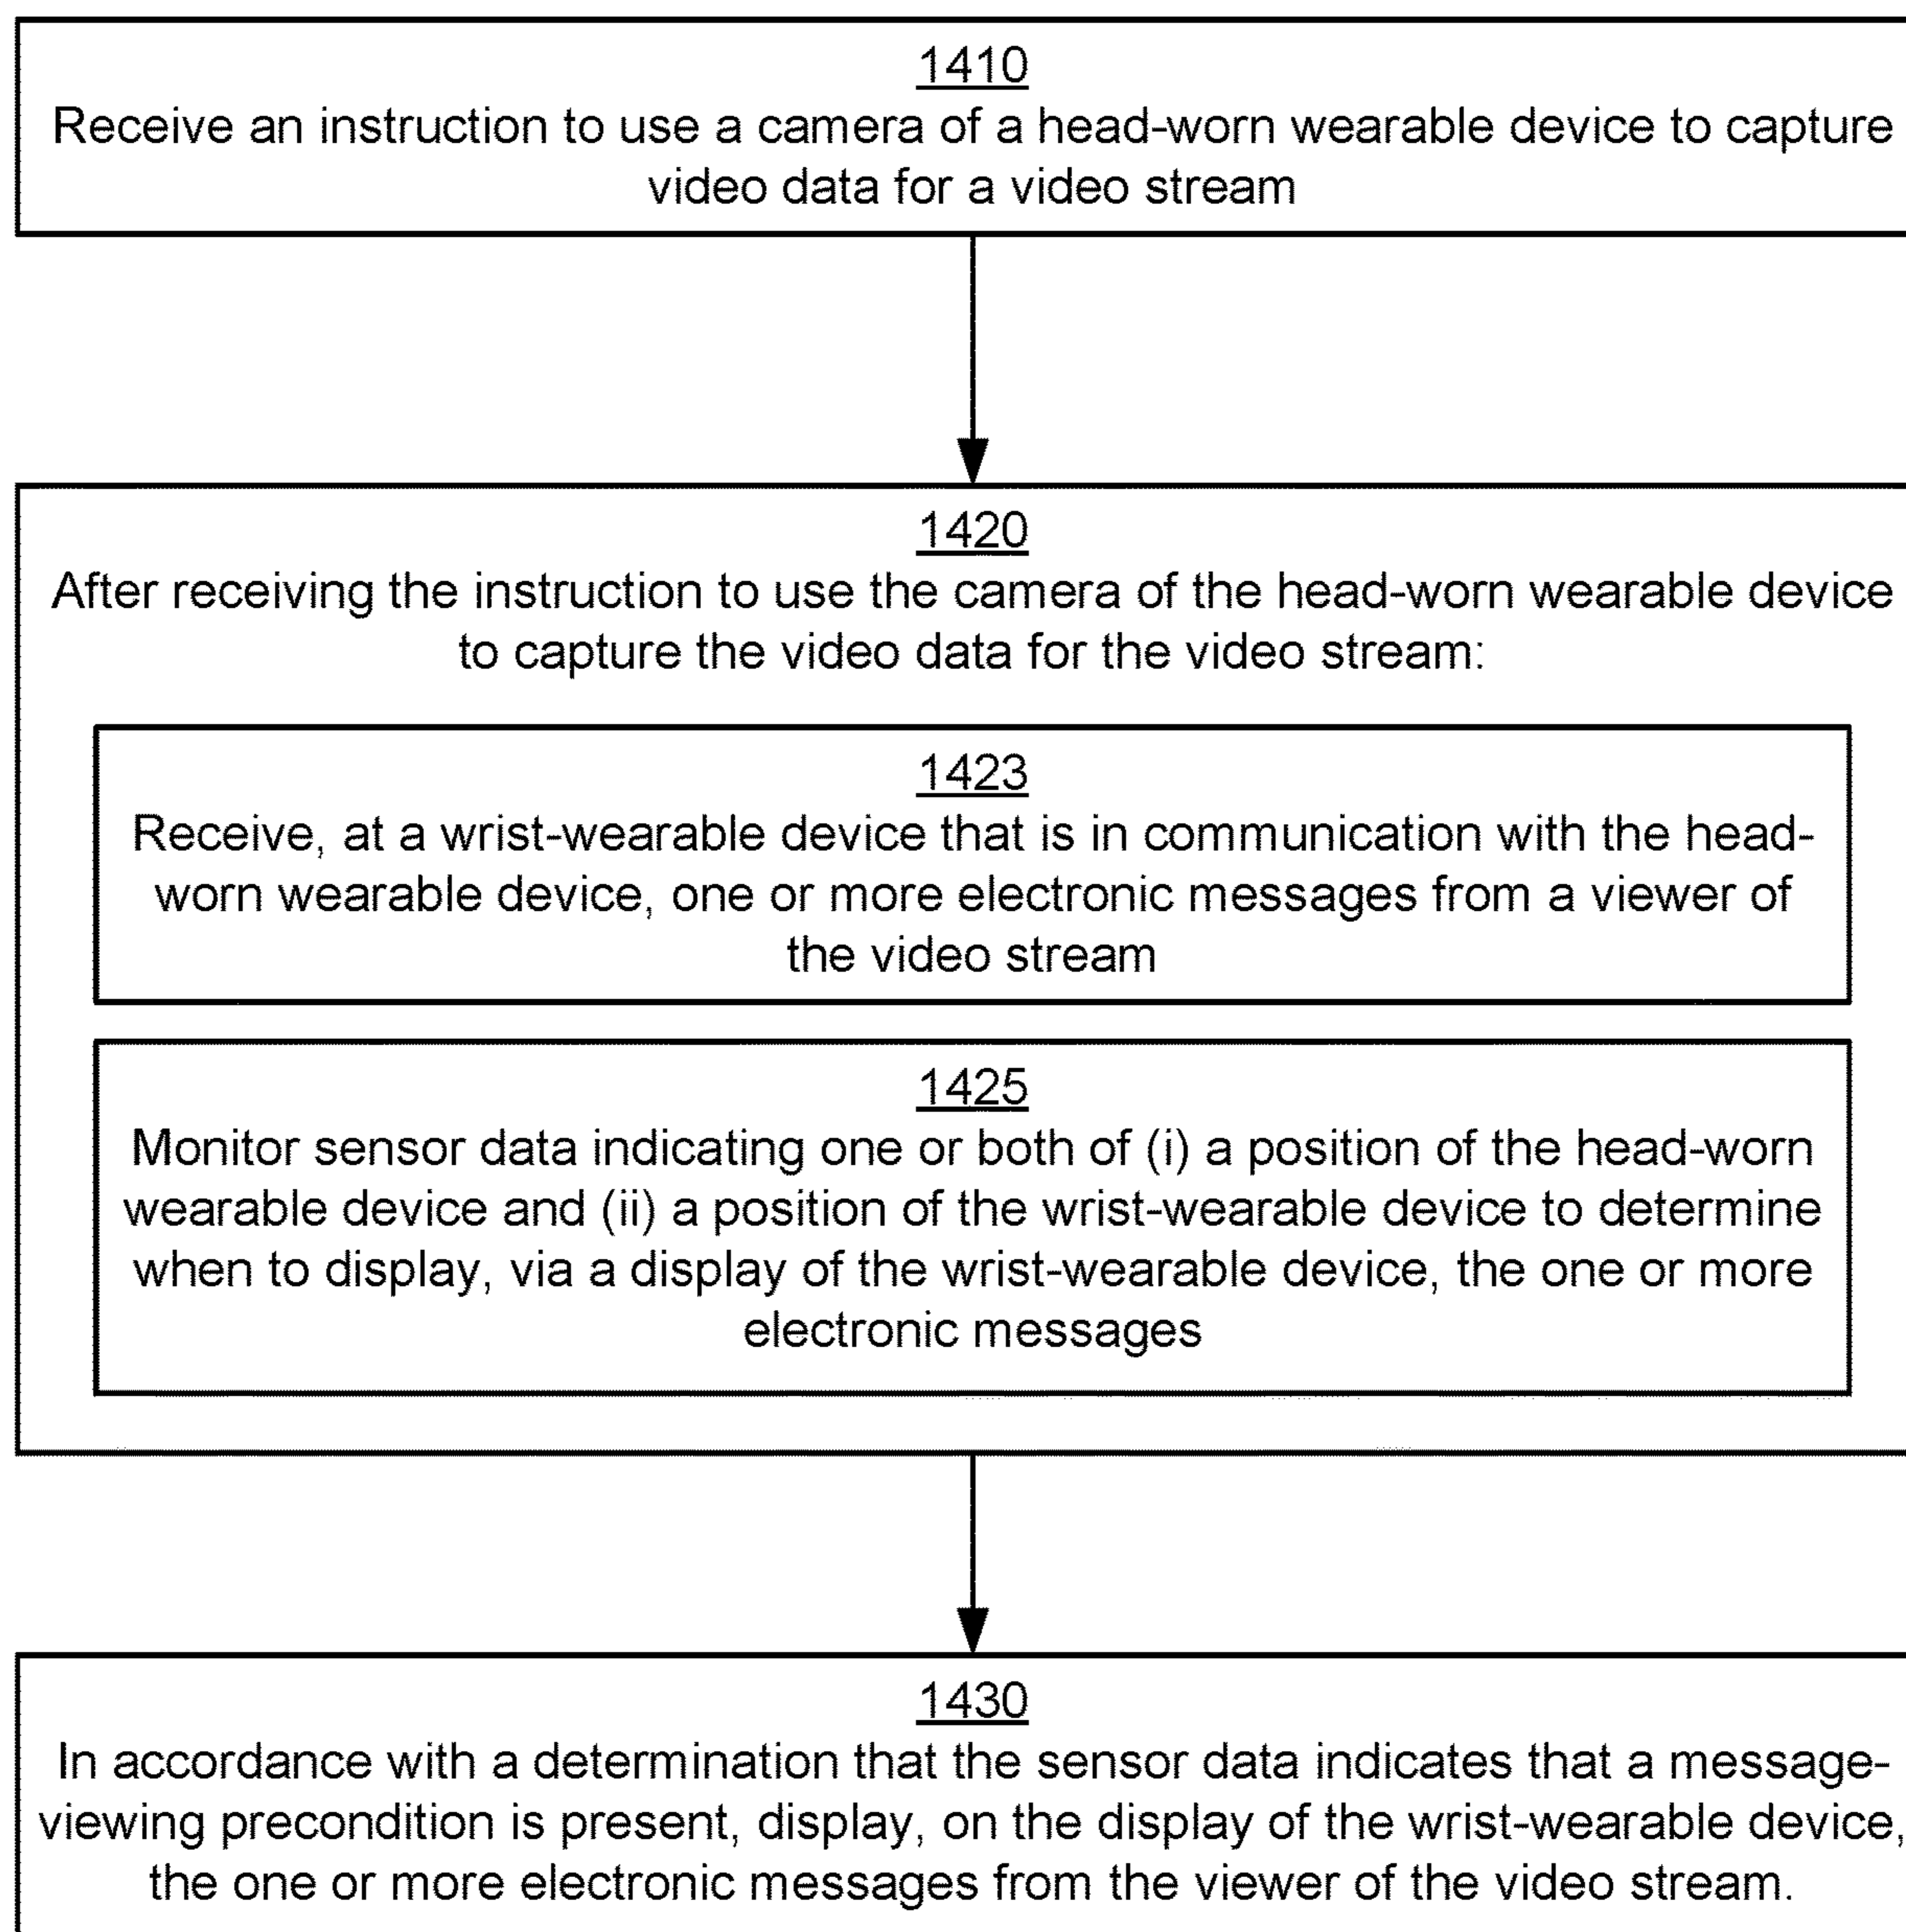 1410
Receive an instruction to use a camera of a head-worn wearable device to capture
video data for a video stream
1420
After receiving the instruction to use the camera of the head-worn wearable device
to capture the video data for the video stream:
1423
Receive, at a wrist-wearable device that is in communication with the head-
worn wearable device, one or more electronic messages from a viewer of
the video stream
1425
Monitor sensor data indicating one or both of (i) a position of the head-worn
wearable device and (ii) a position of the wrist-wearable device to determine
when to display, via a display of the wrist-wearable device, the one or more
electronic messages
1430
In accordance with a determination that the sensor data indicates that a message-
viewing precondition is present, display, on the display of the wrist-wearable device,
the one or more electronic messages from the viewer of the video stream.